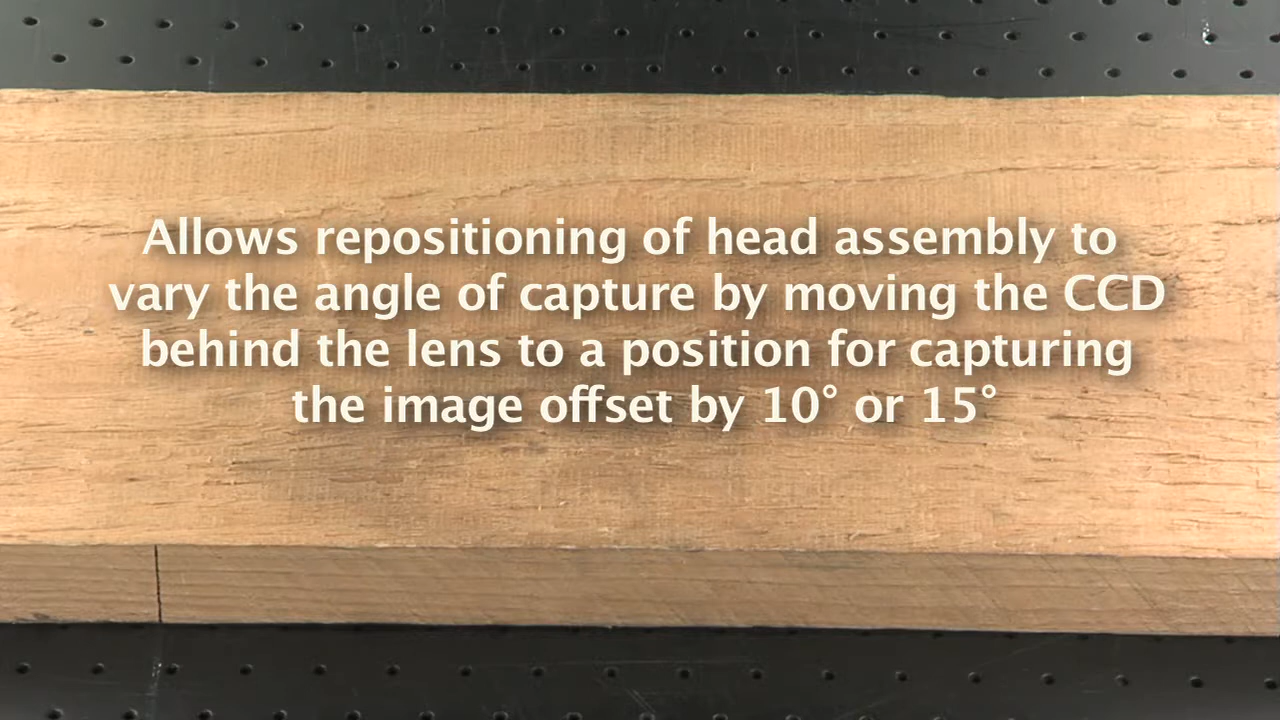 Allows repositioning of head assembly to
vary the angle of capture by moving the CCD
behind the lens to a position for capturing
the image offset by 10° or 15°